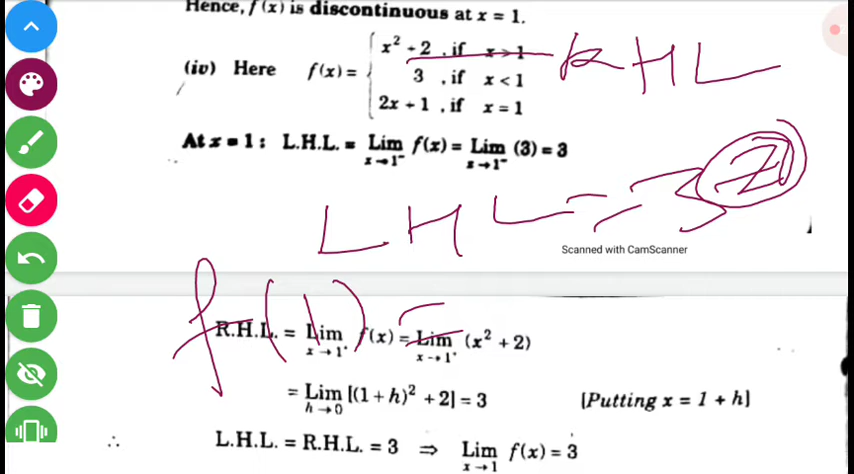 Hence, f(x) is discontinuous at x = 1.
x² + 2 , if x > 1 RHL
(iv) Here f(x) = 3 , if x < 1
2x + 1 , if x = 1
At x = 1 : L.H.L. = Lim x→1⁻ f(x) = Lim x→1⁻ (3) = 3
LHL = = 3
Scanned with CamScanner
f(1) =
R.H.L. = Lim x→1⁺ f(x) = Lim x→1⁺ (x² + 2)
= Lim h→0 [(1 + h)² + 2] = 3 [Putting x = 1 + h]
∴ L.H.L. = R.H.L. = 3 ⇒ Lim x→1 f(x) = 3